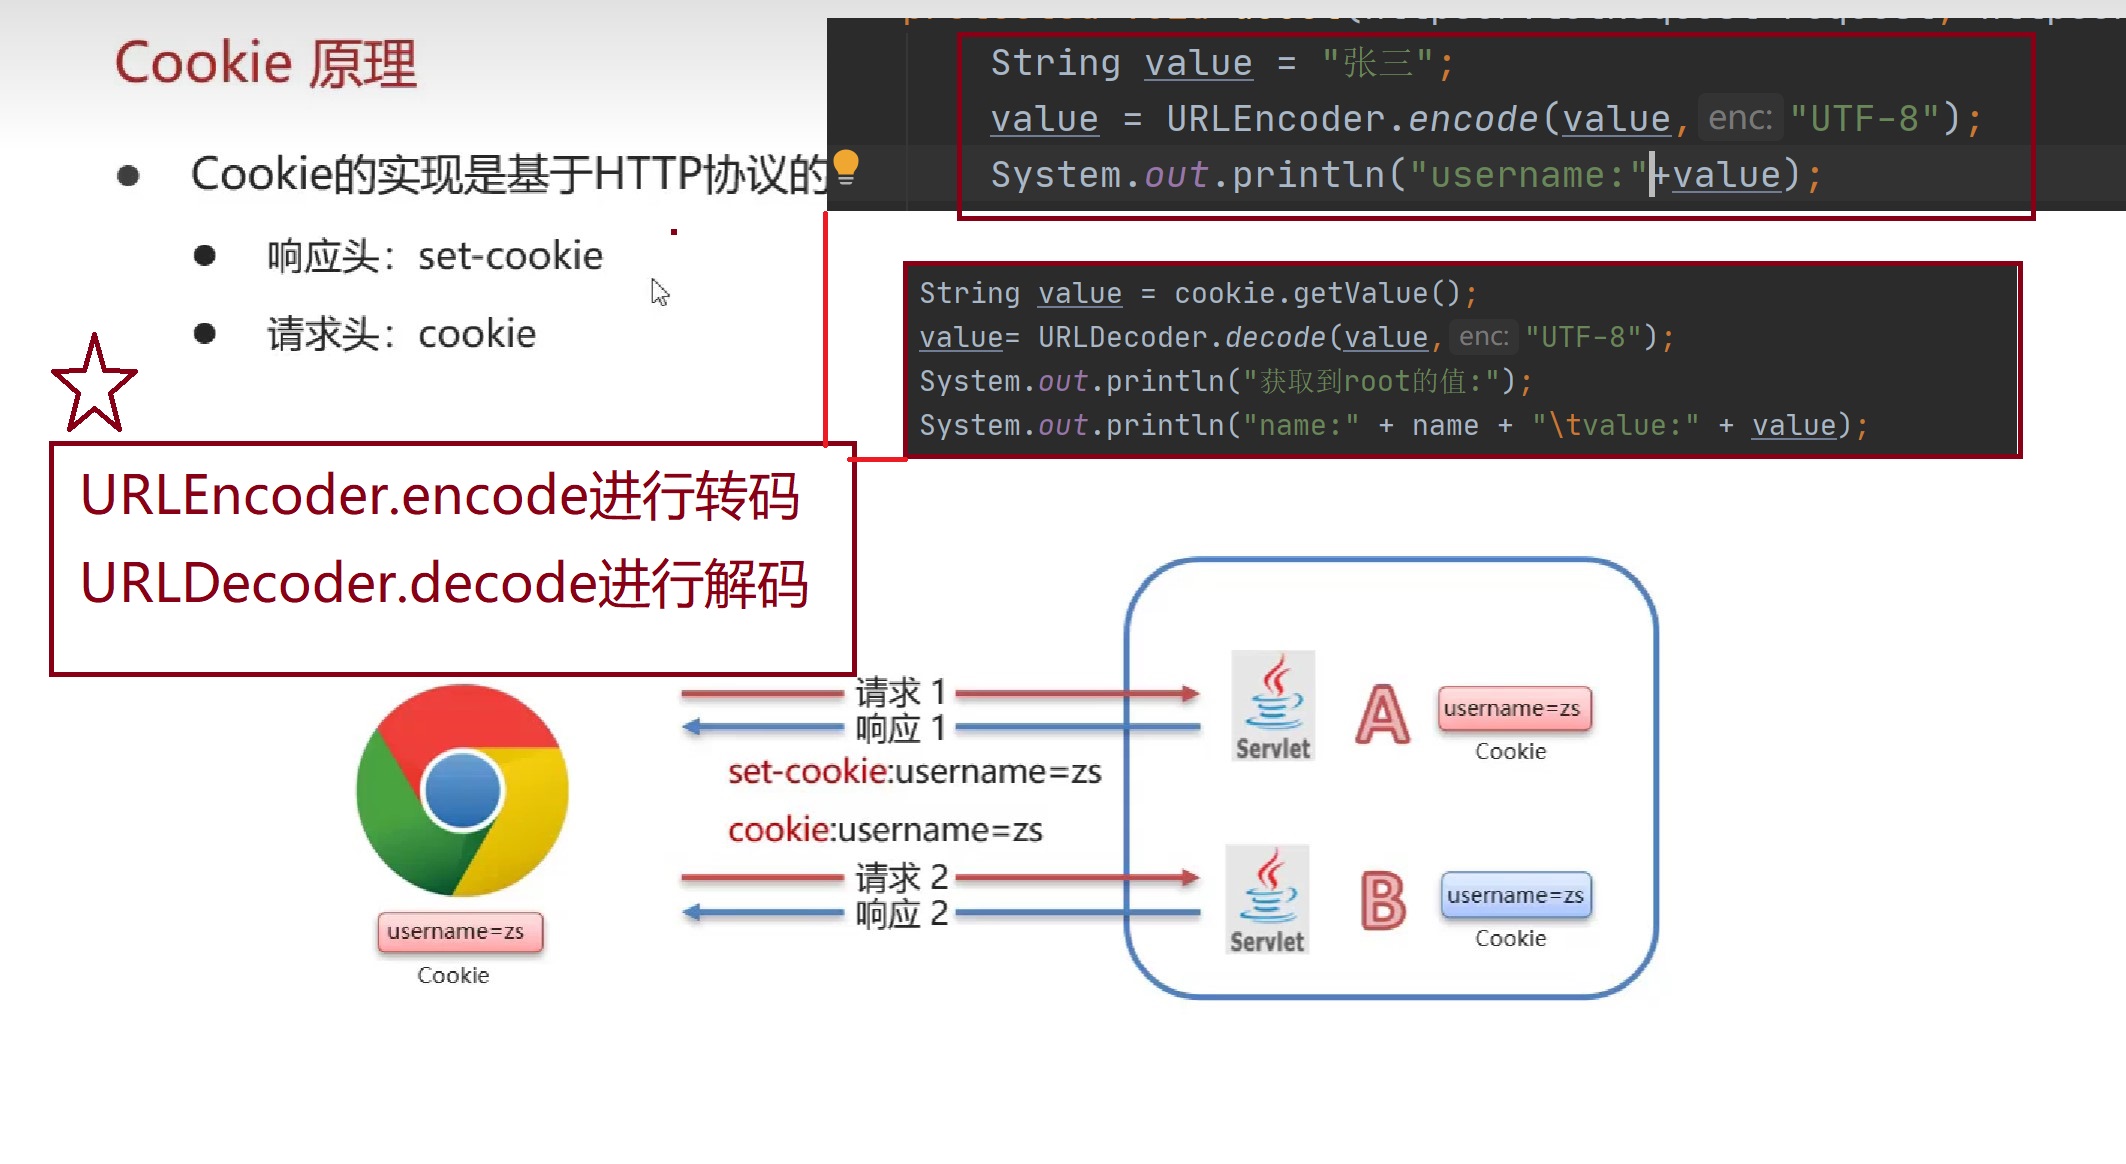 Cookie 原理
Cookie的实现是基于HTTP协议的
响应头：set-cookie
请求头：cookie
String value = "张三";
value = URLEncoder.encode(value, enc: "UTF-8");
System.out.println("username:"+value);
String value = cookie.getValue();
value= URLDecoder.decode(value, enc: "UTF-8");
System.out.println("获取到root的值:");
System.out.println("name:" + name + "\tvalue:" + value);
URLEncoder.encode进行转码
URLDecoder.decode进行解码
请求 1
响应 1
set-cookie:username=zs
cookie:username=zs
请求 2
响应 2
username=zs
Cookie
Servlet
A
username=zs
Cookie
Servlet
B
username=zs
Cookie